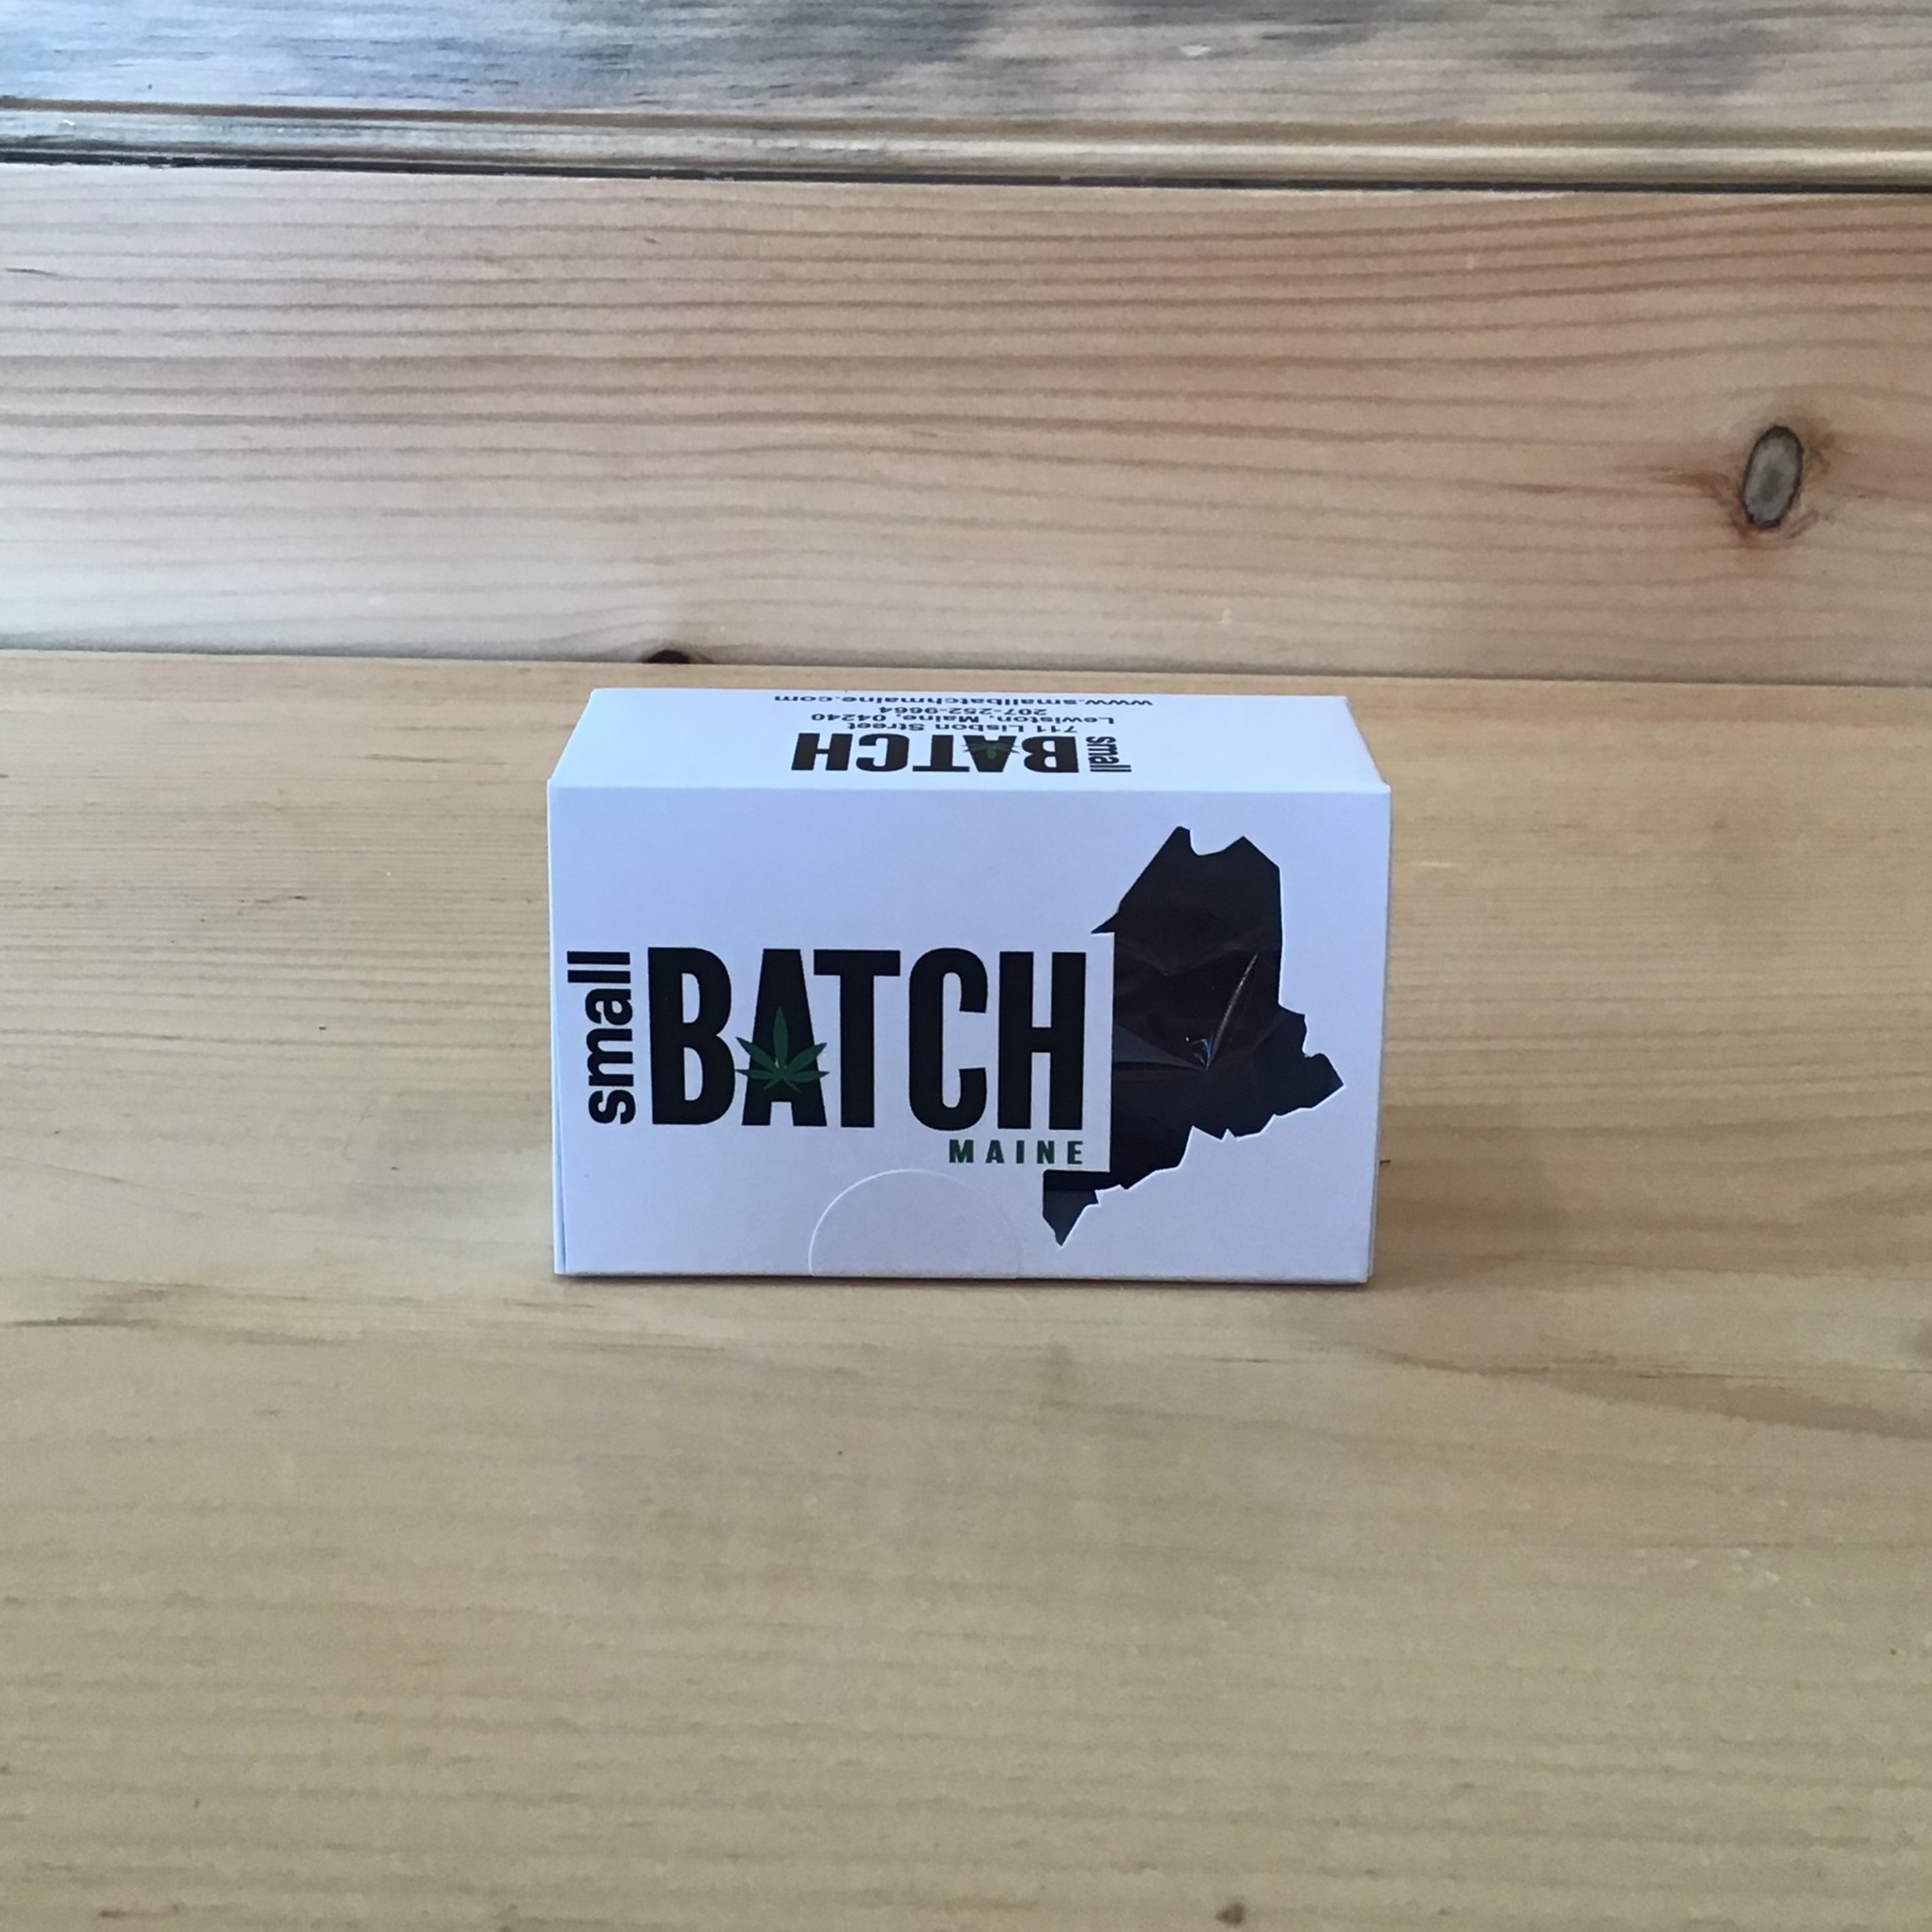 www.smallbatchmaine.com
207-252-9664
Lewiston, Maine, 04240
711 Lisbon Street
small BATCH
small BATCH
MAINE